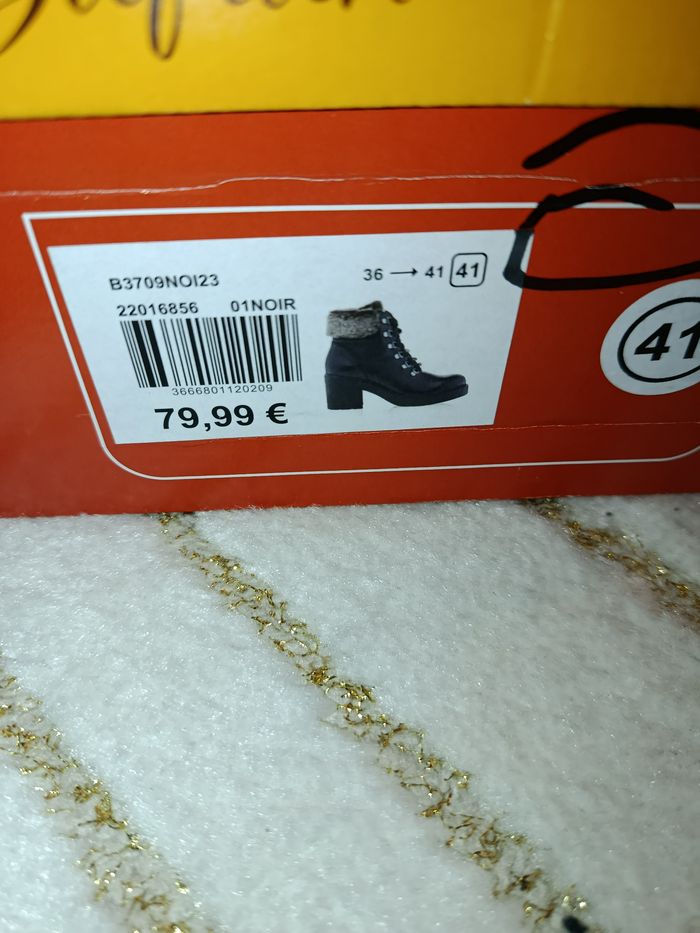 B3709NOI23
36 → 41 41
22016856 01NOIR
3666801120209
79,99 €
41